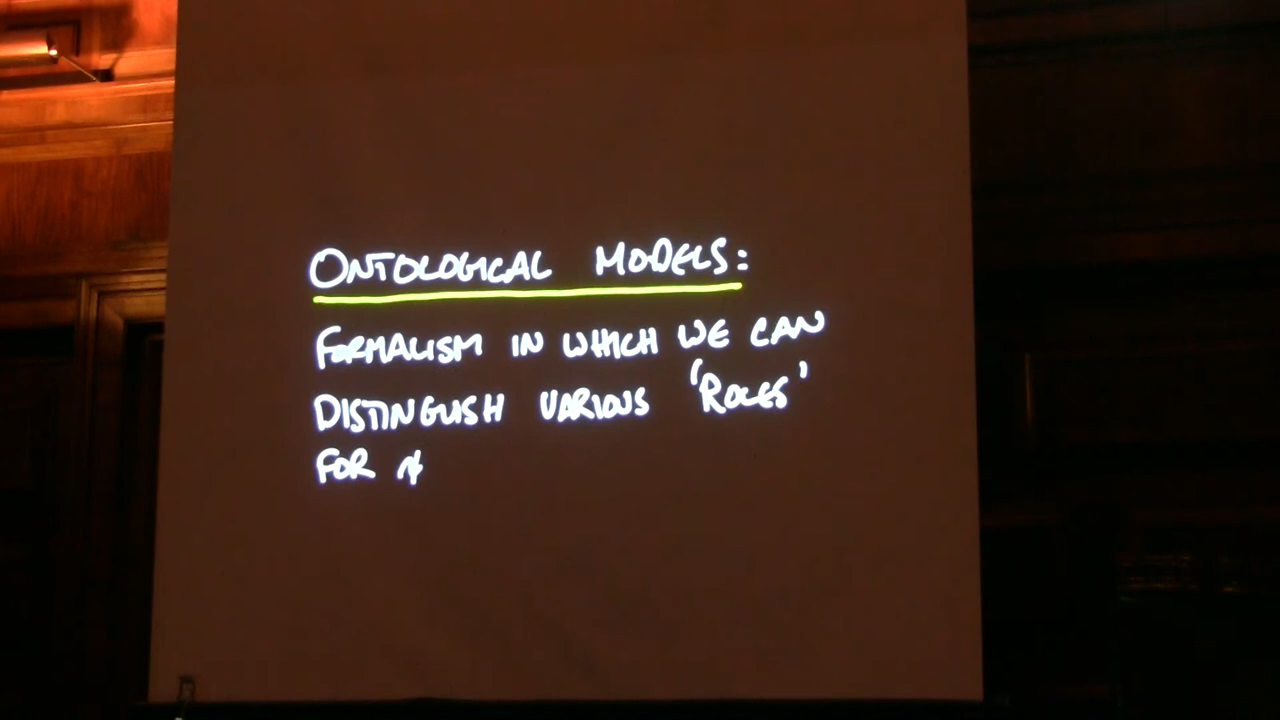 ONTOLOGICAL MODELS:
FORMALISM IN WHICH WE CAN
DISTINGUISH VARIOUS 'ROLES'
FOR ψ